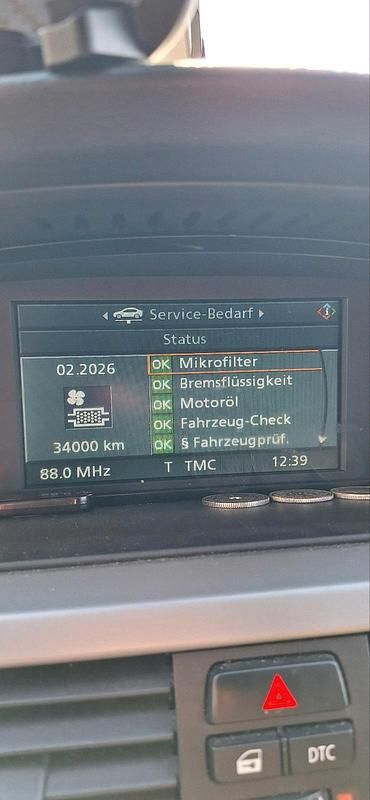 Service-Bedarf
Status
02.2026
OK Mikrofilter
OK Bremsflüssigkeit
OK Motoröl
OK Fahrzeug-Check
34000 km
OK § Fahrzeugprüf.
88.0 MHz T TMC 12:39
DTC